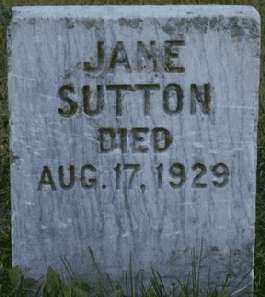 JANE
SUTTON
DIED
AUG. 17, 1929